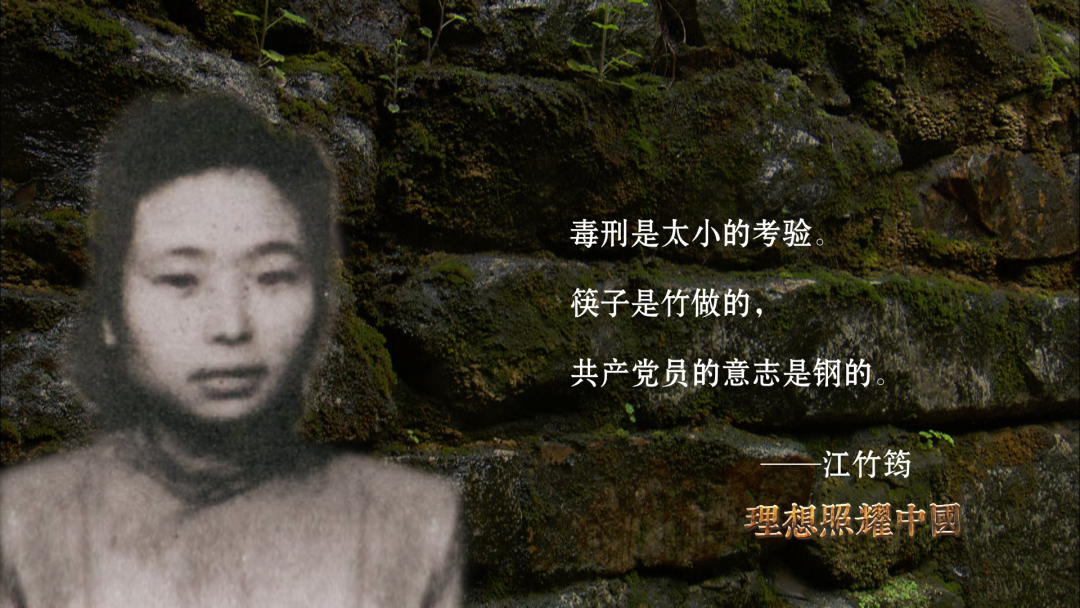 毒刑是太小的考验。
筷子是竹做的，
共产党员的意志是钢的。
——江竹筠
理想照耀中國